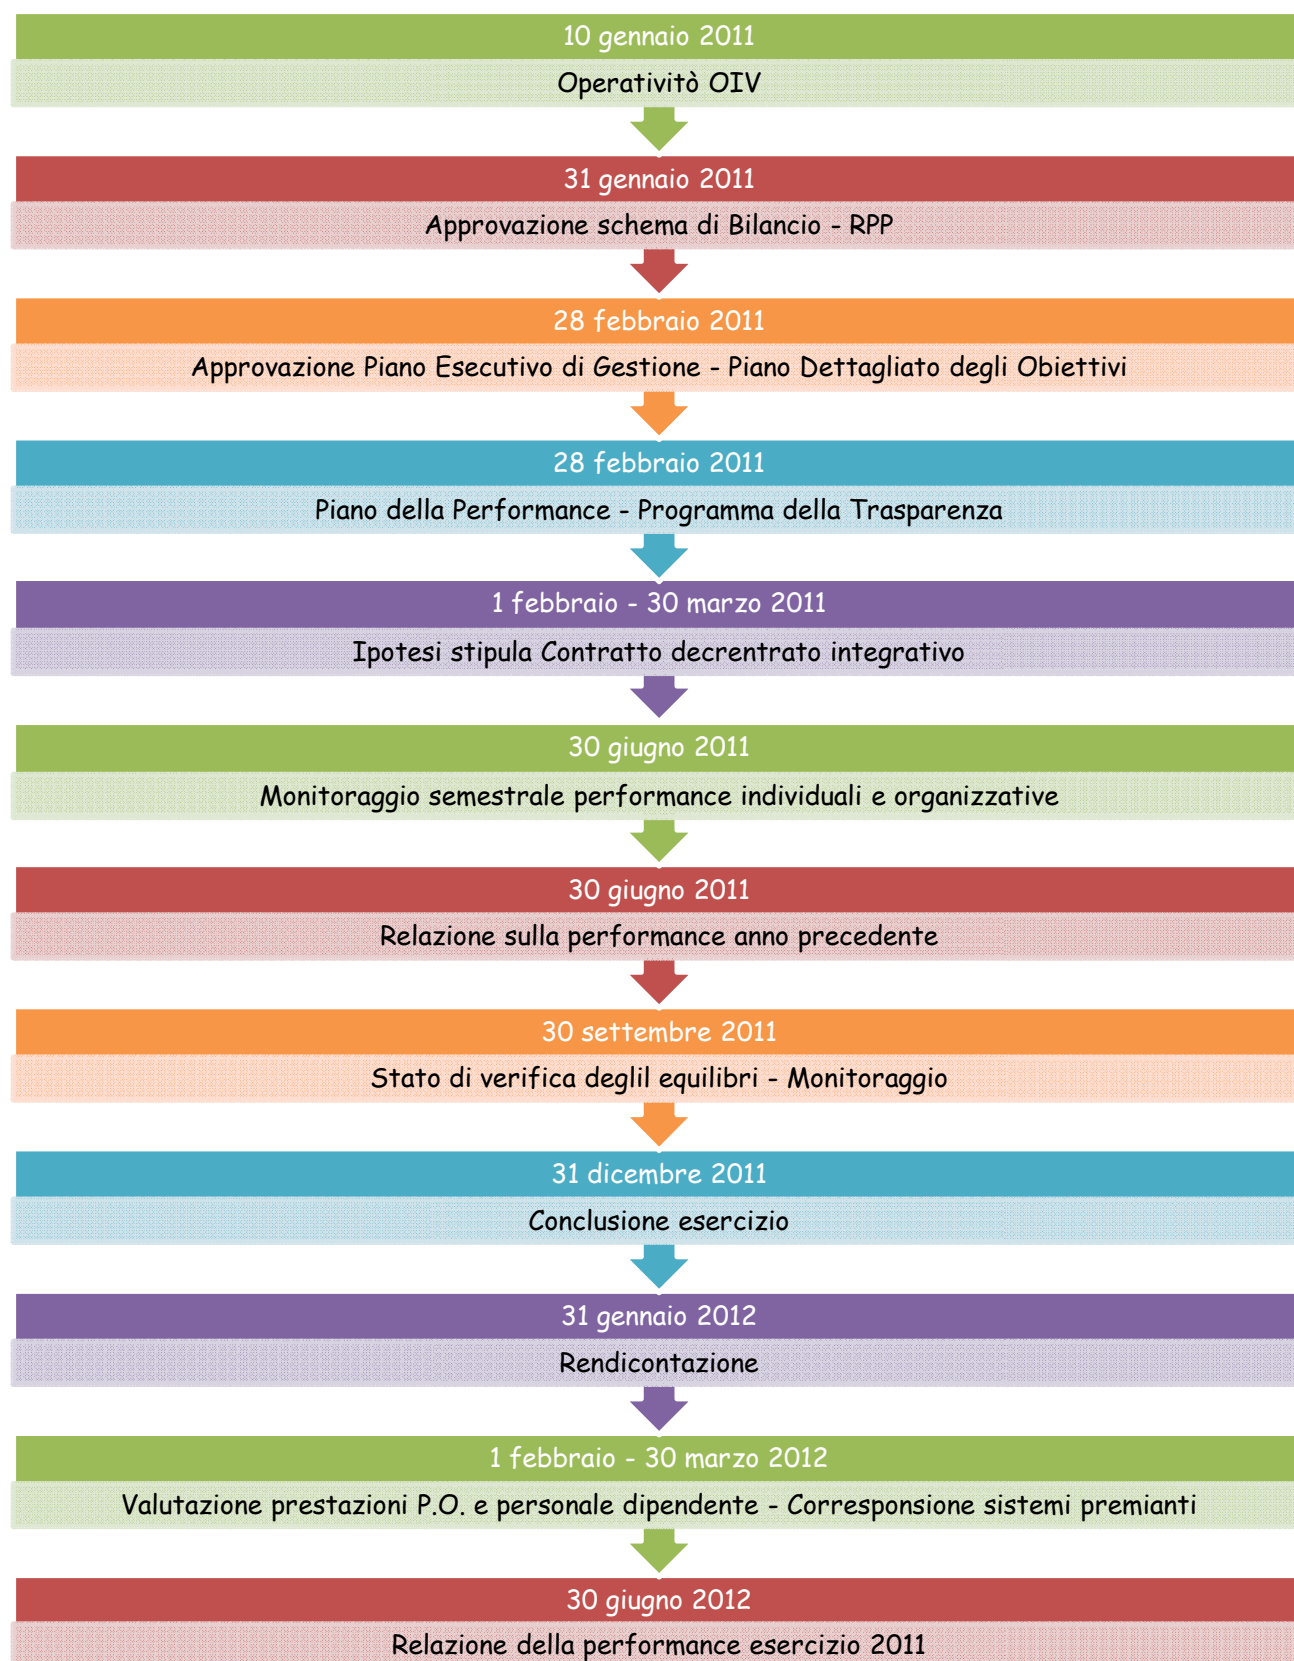 10 gennaio 2011
Operativitò OIV
31 gennaio 2011
Approvazione schema di Bilancio - RPP
28 febbraio 2011
Approvazione Piano Esecutivo di Gestione - Piano Dettagliato degli Obiettivi
28 febbraio 2011
Piano della Performance - Programma della Trasparenza
1 febbraio - 30 marzo 2011
Ipotesi stipula Contratto decrentrato integrativo
30 giugno 2011
Monitoraggio semestrale performance individuali e organizzative
30 giugno 2011
Relazione sulla performance anno precedente
30 settembre 2011
Stato di verifica deglil equilibri - Monitoraggio
31 dicembre 2011
Conclusione esercizio
31 gennaio 2012
Rendicontazione
1 febbraio - 30 marzo 2012
Valutazione prestazioni P.O. e personale dipendente - Corresponsione sistemi premianti
30 giugno 2012
Relazione della performance esercizio 2011